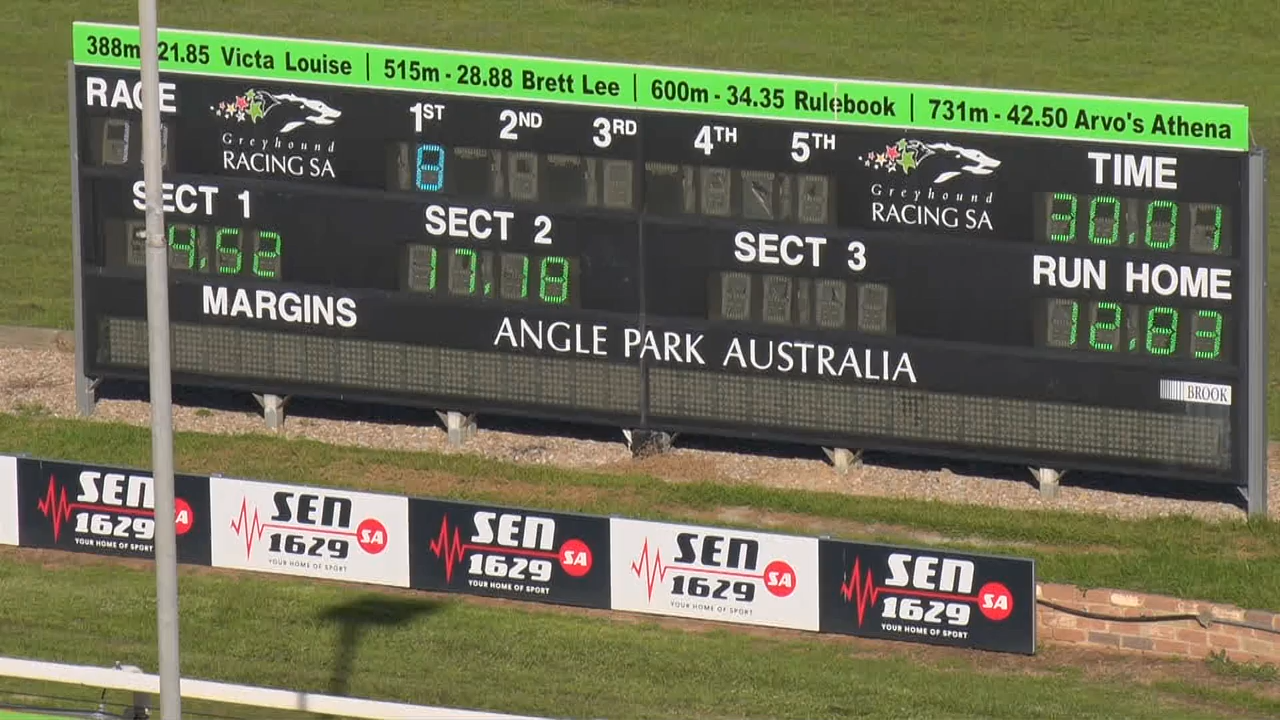 388m 21.85 Victa Louise | 515m - 28.88 Brett Lee | 600m - 34.35 Rulebook | 731m - 42.50 Arvo's Athena
RACE
Greyhound
RACING SA
1ST 2ND 3RD 4TH 5TH
8
Greyhound
RACING SA
TIME
30.01
SECT 1
4.52
SECT 2
17.18
SECT 3
RUN HOME
12.83
MARGINS
ANGLE PARK AUSTRALIA
BROOK
SEN
1629 SA
YOUR HOME OF SPORT
SEN
1629 SA
YOUR HOME OF SPORT
SEN
1629 SA
YOUR HOME OF SPORT
SEN
1629 SA
YOUR HOME OF SPORT
SEN
1629 SA
YOUR HOME OF SPORT